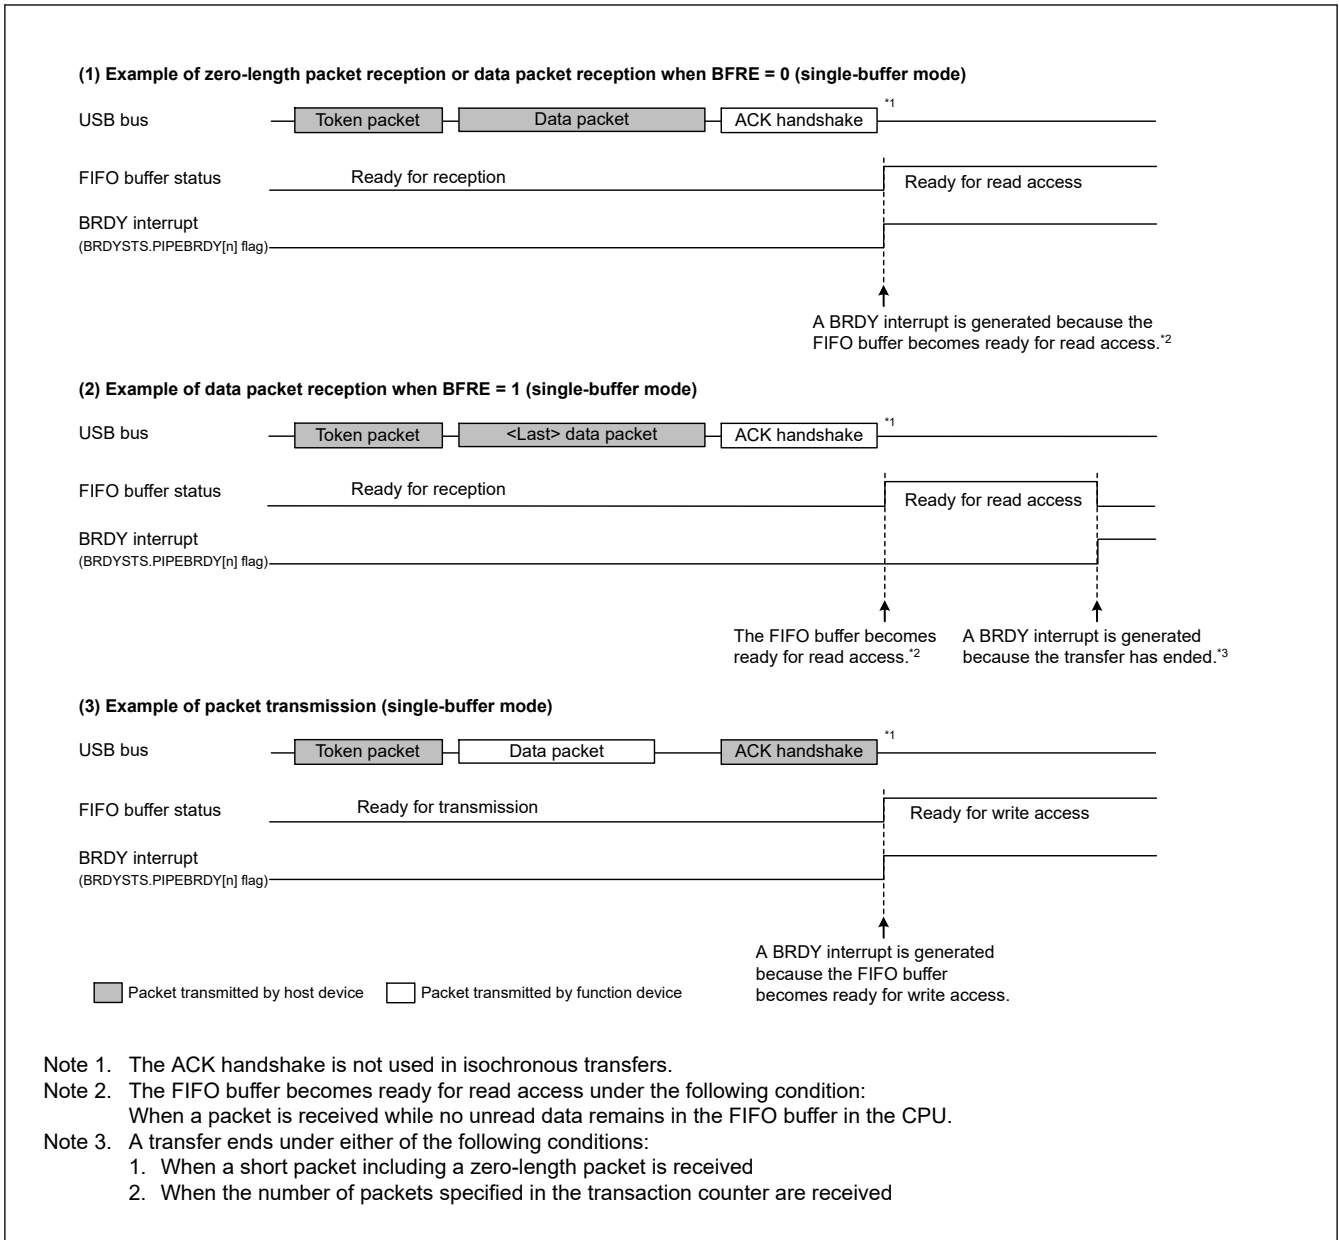 (1) Example of zero-length packet reception or data packet reception when BFRE = 0 (single-buffer mode)
USB bus
Token packet
Data packet
ACK handshake
*1
FIFO buffer status
Ready for reception
Ready for read access
BRDY interrupt
(BRDYSTS.PIPEBRDY[n] flag)
A BRDY interrupt is generated because the
FIFO buffer becomes ready for read access.*2
(2) Example of data packet reception when BFRE = 1 (single-buffer mode)
USB bus
Token packet
<Last> data packet
ACK handshake
*1
FIFO buffer status
Ready for reception
Ready for read access
BRDY interrupt
(BRDYSTS.PIPEBRDY[n] flag)
The FIFO buffer becomes
ready for read access.*2
A BRDY interrupt is generated
because the transfer has ended.*3
(3) Example of packet transmission (single-buffer mode)
USB bus
Token packet
Data packet
ACK handshake
*1
FIFO buffer status
Ready for transmission
Ready for write access
BRDY interrupt
(BRDYSTS.PIPEBRDY[n] flag)
A BRDY interrupt is generated
because the FIFO buffer
becomes ready for write access.
Packet transmitted by host device
Packet transmitted by function device
Note 1. The ACK handshake is not used in isochronous transfers.
Note 2. The FIFO buffer becomes ready for read access under the following condition:
When a packet is received while no unread data remains in the FIFO buffer in the CPU.
Note 3. A transfer ends under either of the following conditions:
1. When a short packet including a zero-length packet is received
2. When the number of packets specified in the transaction counter are received